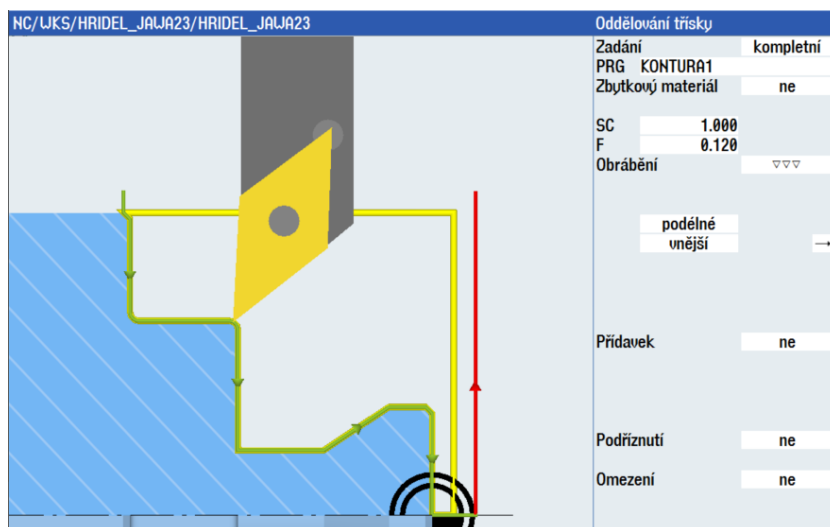 NC/WKS/HRIDEL_JAWA23/HRIDEL_JAWA23
Oddělování třísky
Zadání kompletní
PRG KONTURA1
Zbytkový materiál ne
SC 1.000
F 0.120
Obrábění ▽▽▽
podélné
vnější →
Přídavek ne
Podříznutí ne
Omezení ne